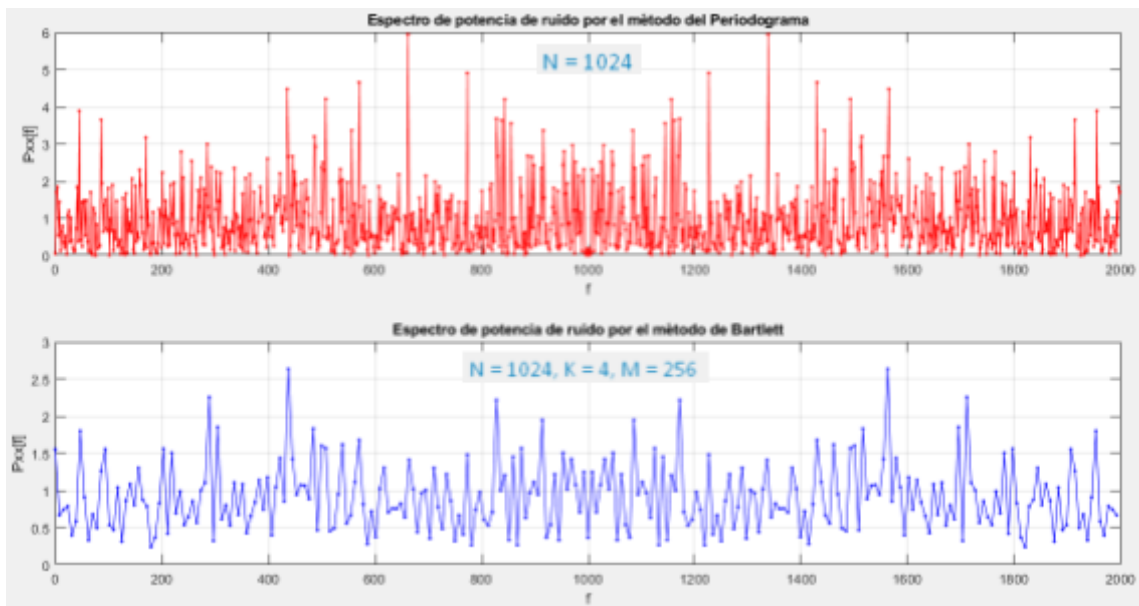 Espectro de potencia de ruido por el mètodo del Periodograma
N = 1024
6
5
4
3
2
1
0
Pxx[f]
0 200 400 600 800 1000 1200 1400 1600 1800 2000
f
Espectro de potencia de ruido por el mètodo de Bartlett
N = 1024, K = 4, M = 256
3
2.5
2
1.5
1
0.5
0
Pxx[f]
0 200 400 600 800 1000 1200 1400 1600 1800 2000
f